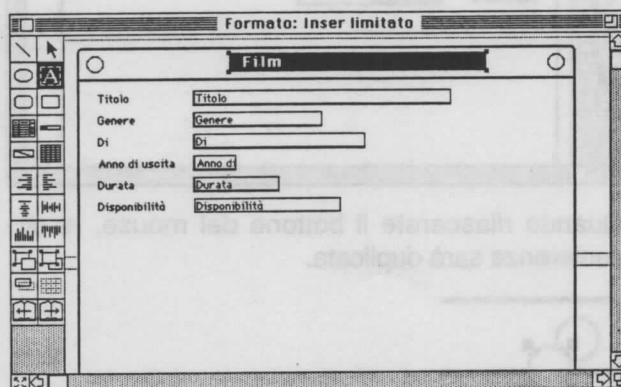 Formato: Inser limitato
A
Film
Titolo Titolo
Genere Genere
Di Di
Anno di uscita Anno di
Durata Durata
Disponibilità Disponibilità
Quando rilasciate il bottone del mouse,
sarà duplicata.